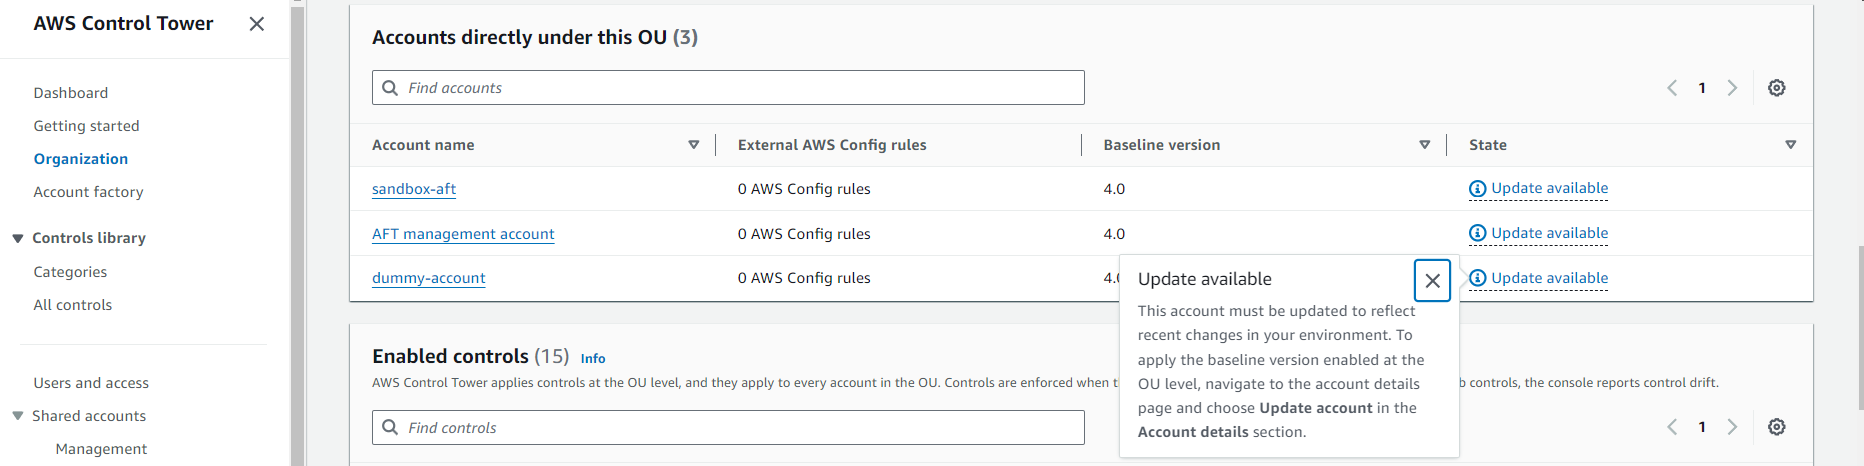 AWS Control Tower
Dashboard
Getting started
Organization
Account factory
Controls library
Categories
All controls
Users and access
Shared accounts
Management
Accounts directly under this OU (3)
Find accounts
1
Account name External AWS Config rules Baseline version State
sandbox-aft 0 AWS Config rules 4.0 Update available
AFT management account 0 AWS Config rules 4.0 Update available
dummy-account 0 AWS Config rules 4.0 Update available
Update available
This account must be updated to reflect
recent changes in your environment. To
apply the baseline version enabled at the
OU level, navigate to the account details
page and choose Update account in the
Account details section.
Enabled controls (15) Info
AWS Control Tower applies controls at the OU level, and they apply to every account in the OU. Controls are enforced when controls, the console reports control drift.
Find controls
1